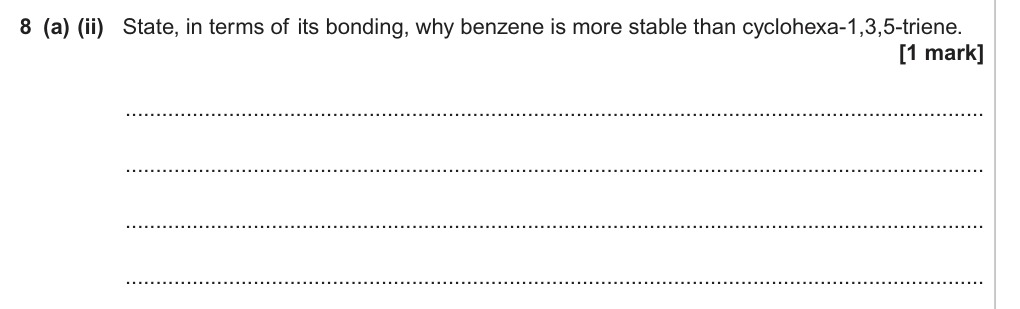 8 (a) (ii) State, in terms of its bonding, why benzene is more stable than cyclohexa-1,3,5-triene.
[1 mark]